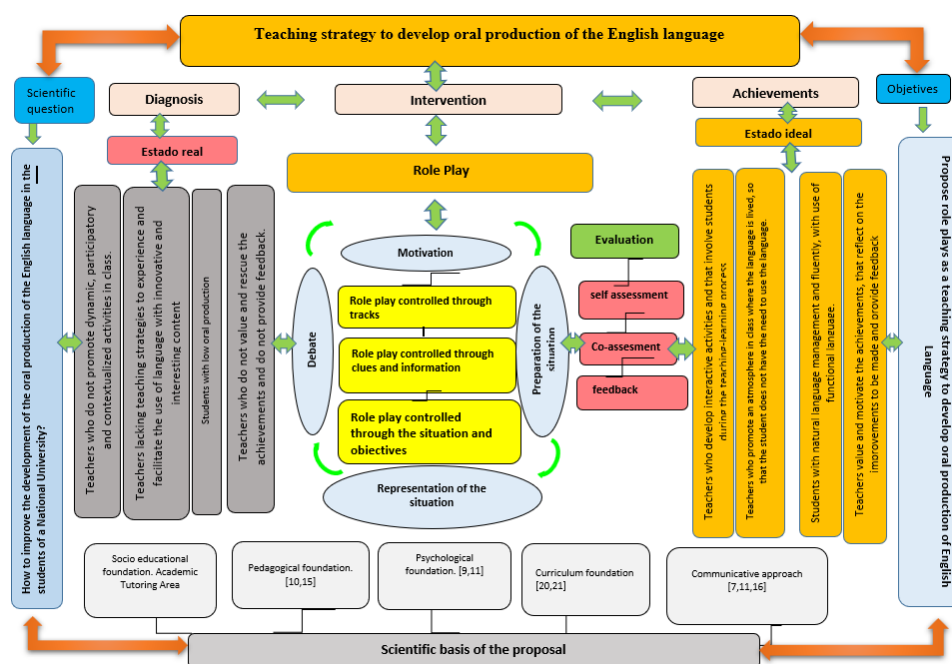 Teaching strategy to develop oral production of the English language
Scientific
question
Diagnosis
Intervention
Achievements
Objetives
Estado real
Estado ideal
Role Play
How to improve the development of the oral production of the English language in the
students of a National University?
Teachers who do not promote dynamic, participatory
and contextualized activities in class.
Teachers lacking teaching strategies to experience and
facilitate the use of language with innovative and
interesting content
Students with low oral production
Teachers who do not value and rescue the
achievements and do not provide feedback.
Motivation
Debate
Role play controlled through
tracks
Role play controlled through
clues and information
Role play controlled
through the situation and
objectives
Preparation of the
situation
Representation of the
situation
Evaluation
self assessment
Co-assesment
feedback
Teachers who develop interactive activities and that involve students
during the teaching-learning process
Teachers who promote an atmosphere in class where the language is lived, so
that the student does not have the need to use the language.
Students with natural language management and fluently, with use of
functional language.
Teachers value and motivate the achievements, that reflect on the
improvements to be made and provide feedback
Propose role plays as a teaching strategy to develop oral production of English
Language
Socio educational
foundation. Academic
Tutoring Area
Pedagogical foundation.
[10,15]
Psychological
foundation. [9,11]
Curriculum foundation
[20,21]
Communicative approach
[7,11,16]
Scientific basis of the proposal